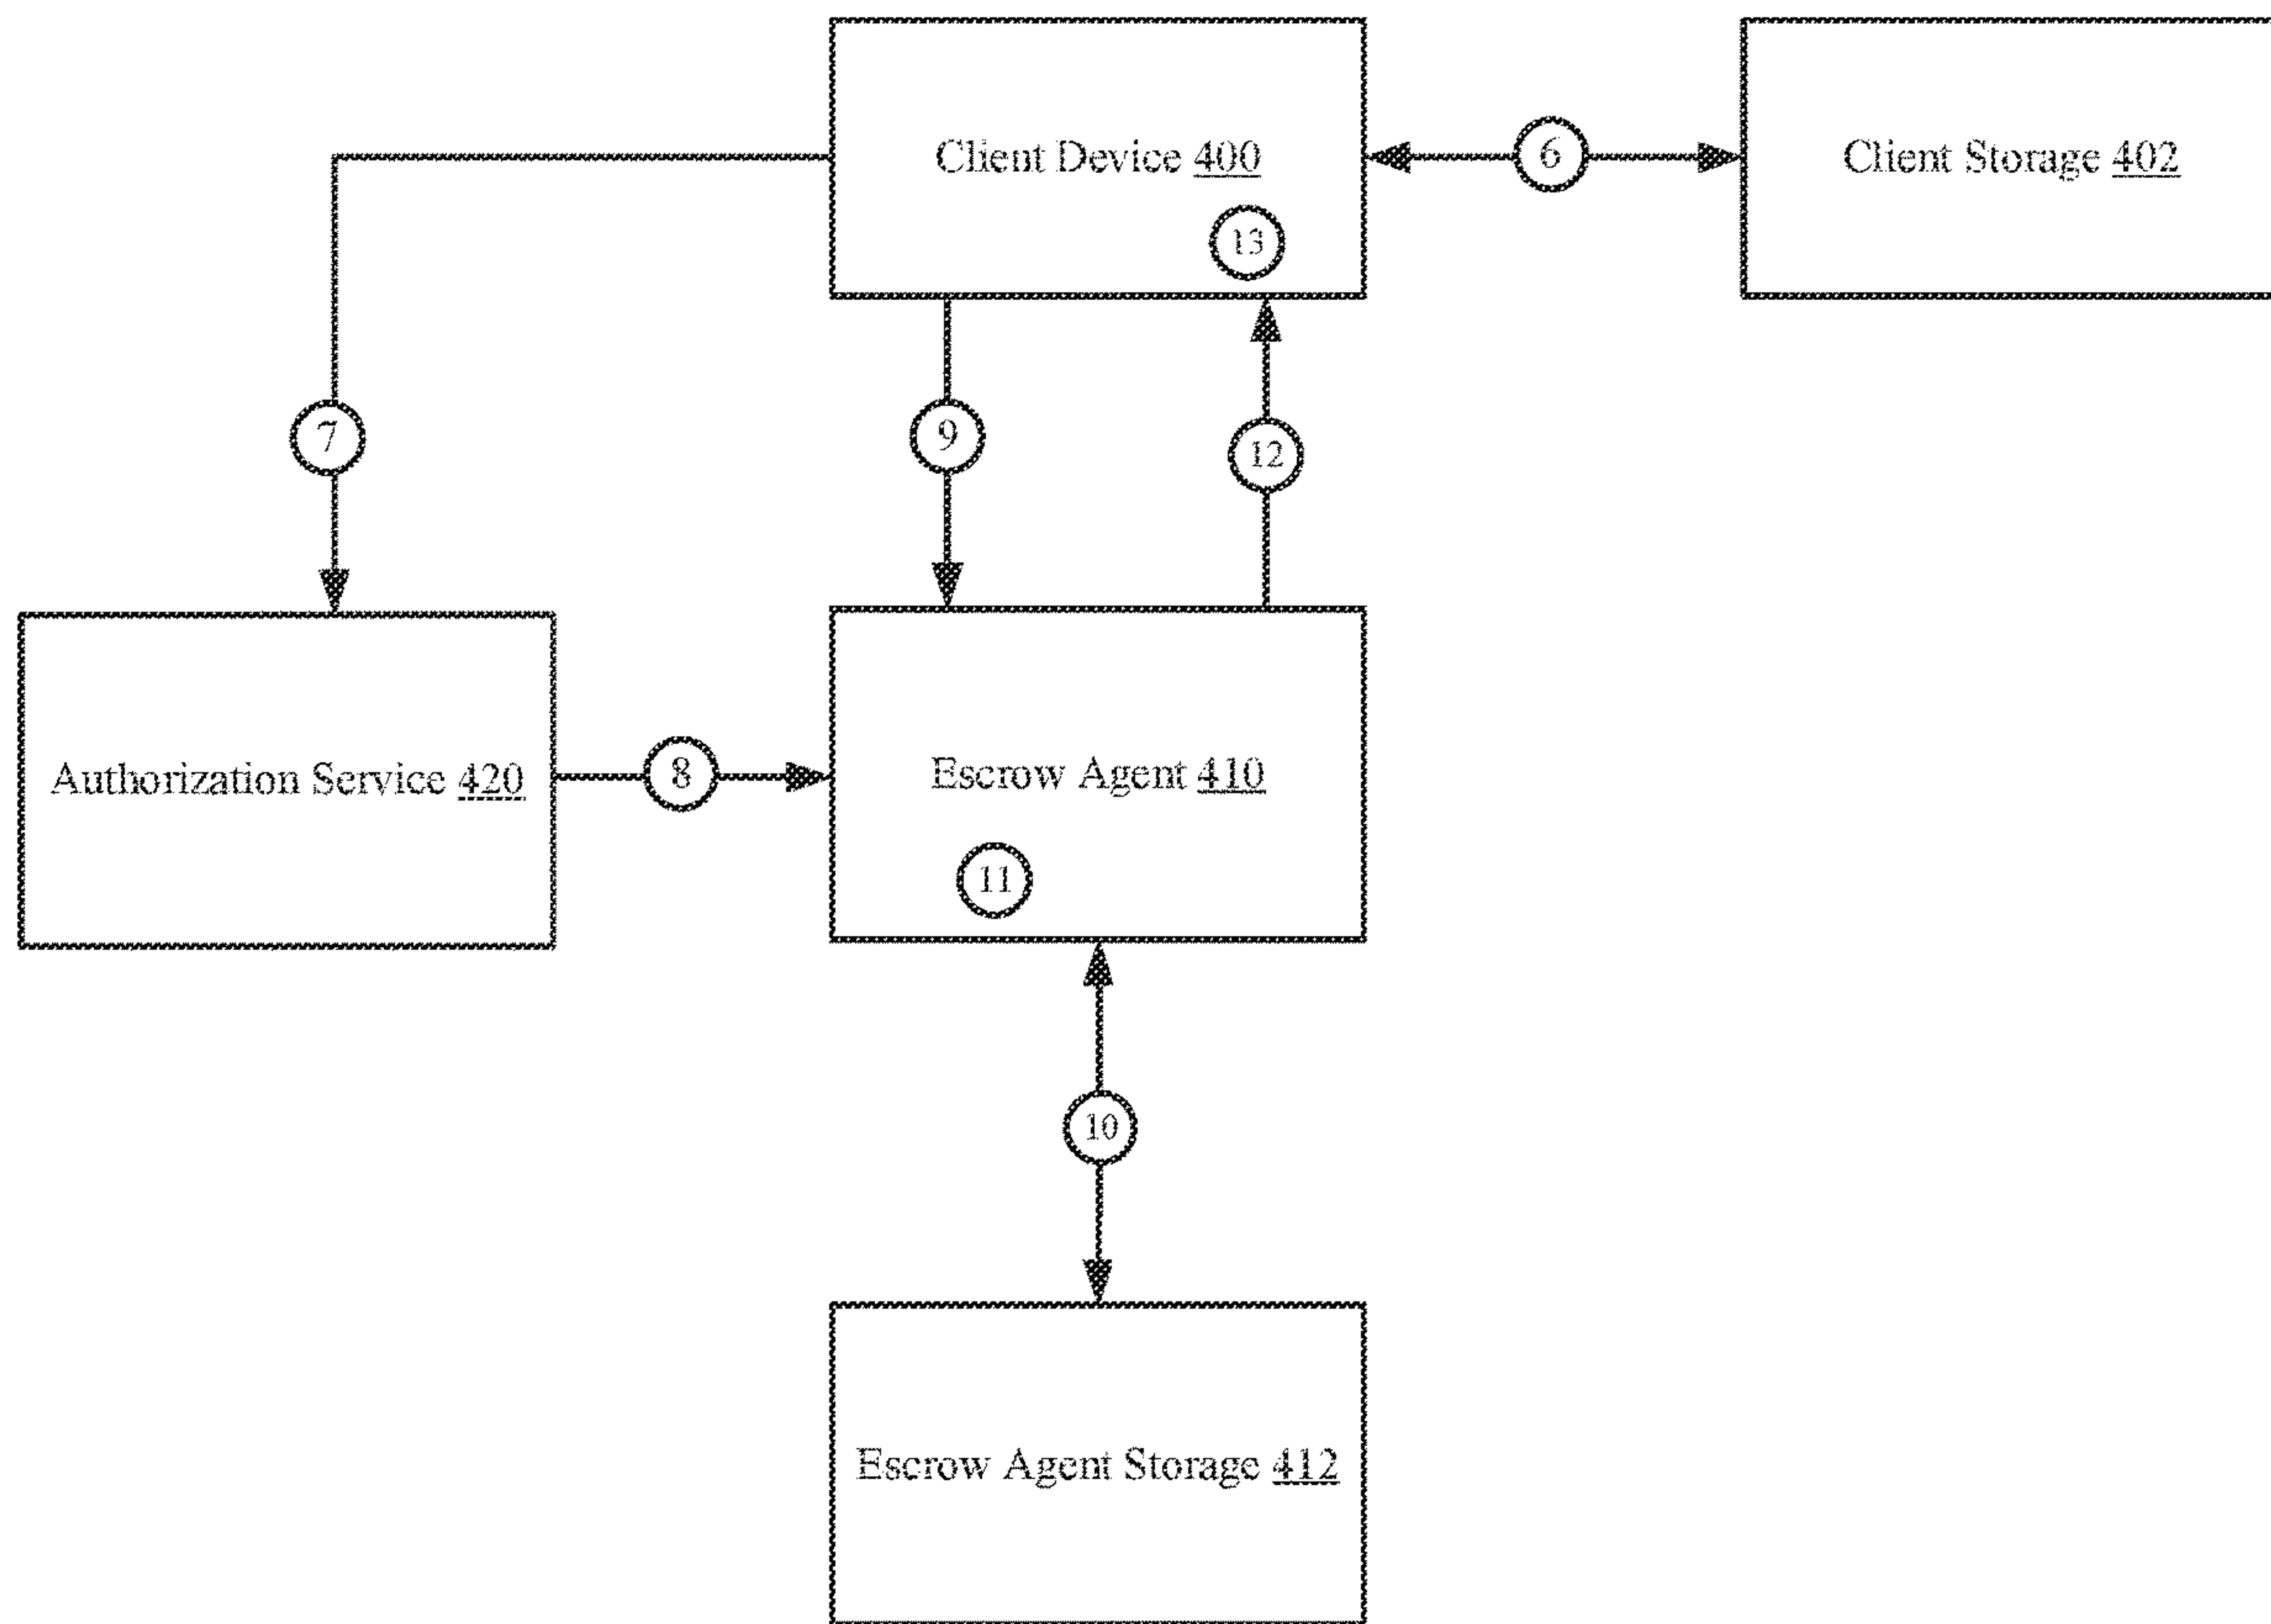 Client Device 400
6
Client Storage 402
13
7
9
12
Authorization Service 420
8
Escrow Agent 410
11
10
Escrow Agent Storage 412